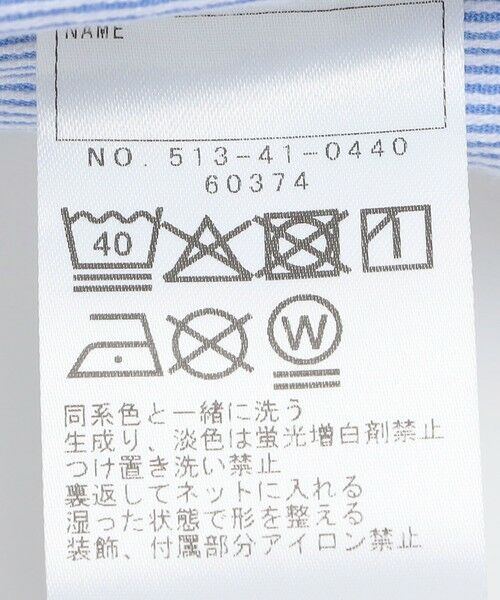 NAME
NO. 513-41-0440
60374
40
W
同系色と一緒に洗う
生成り、淡色は蛍光増白剤禁止
つけ置き洗い禁止
裏返してネットに入れる
湿った状態で形を整える
装飾、付属部分アイロン禁止